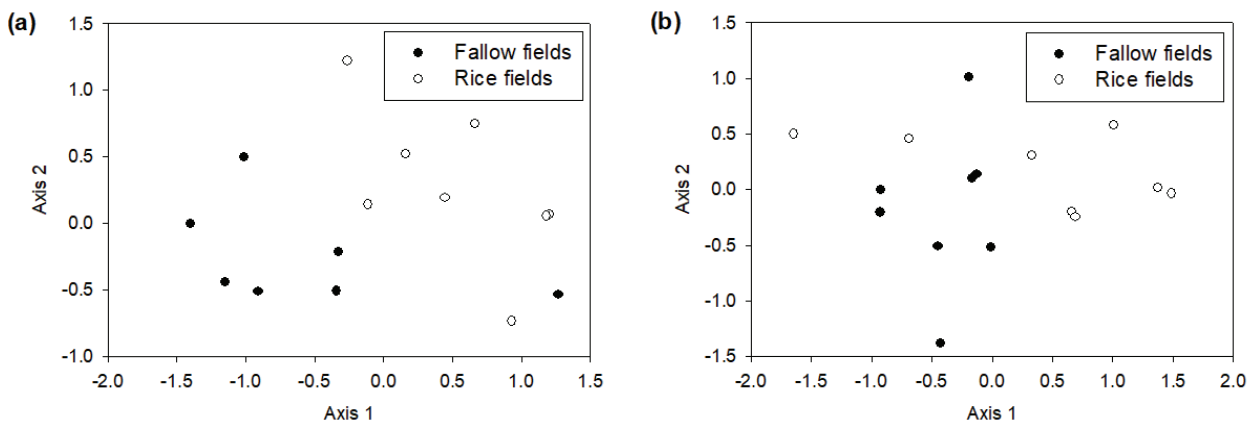 (a)
1.5
1.0
0.5
0.0
-0.5
-1.0
Axis 2
Fallow fields
Rice fields
-2.0 -1.5 -1.0 -0.5 0.0 0.5 1.0 1.5
Axis 1
(b)
1.5
1.0
0.5
0.0
-0.5
-1.0
-1.5
Axis 2
Fallow fields
Rice fields
-2.0 -1.5 -1.0 -0.5 0.0 0.5 1.0 1.5 2.0
Axis 1